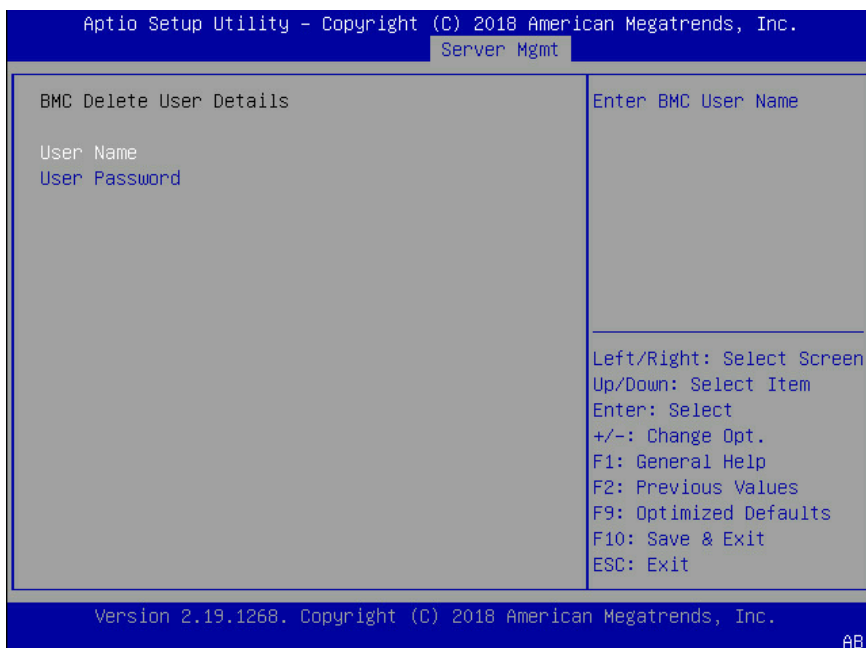 Aptio Setup Utility – Copyright (C) 2018 American Megatrends, Inc.
Server Mgmt
BMC Delete User Details
User Name
User Password
Enter BMC User Name
Left/Right: Select Screen
Up/Down: Select Item
Enter: Select
+/-: Change Opt.
F1: General Help
F2: Previous Values
F9: Optimized Defaults
F10: Save & Exit
ESC: Exit
Version 2.19.1268. Copyright (C) 2018 American Megatrends, Inc.
AB